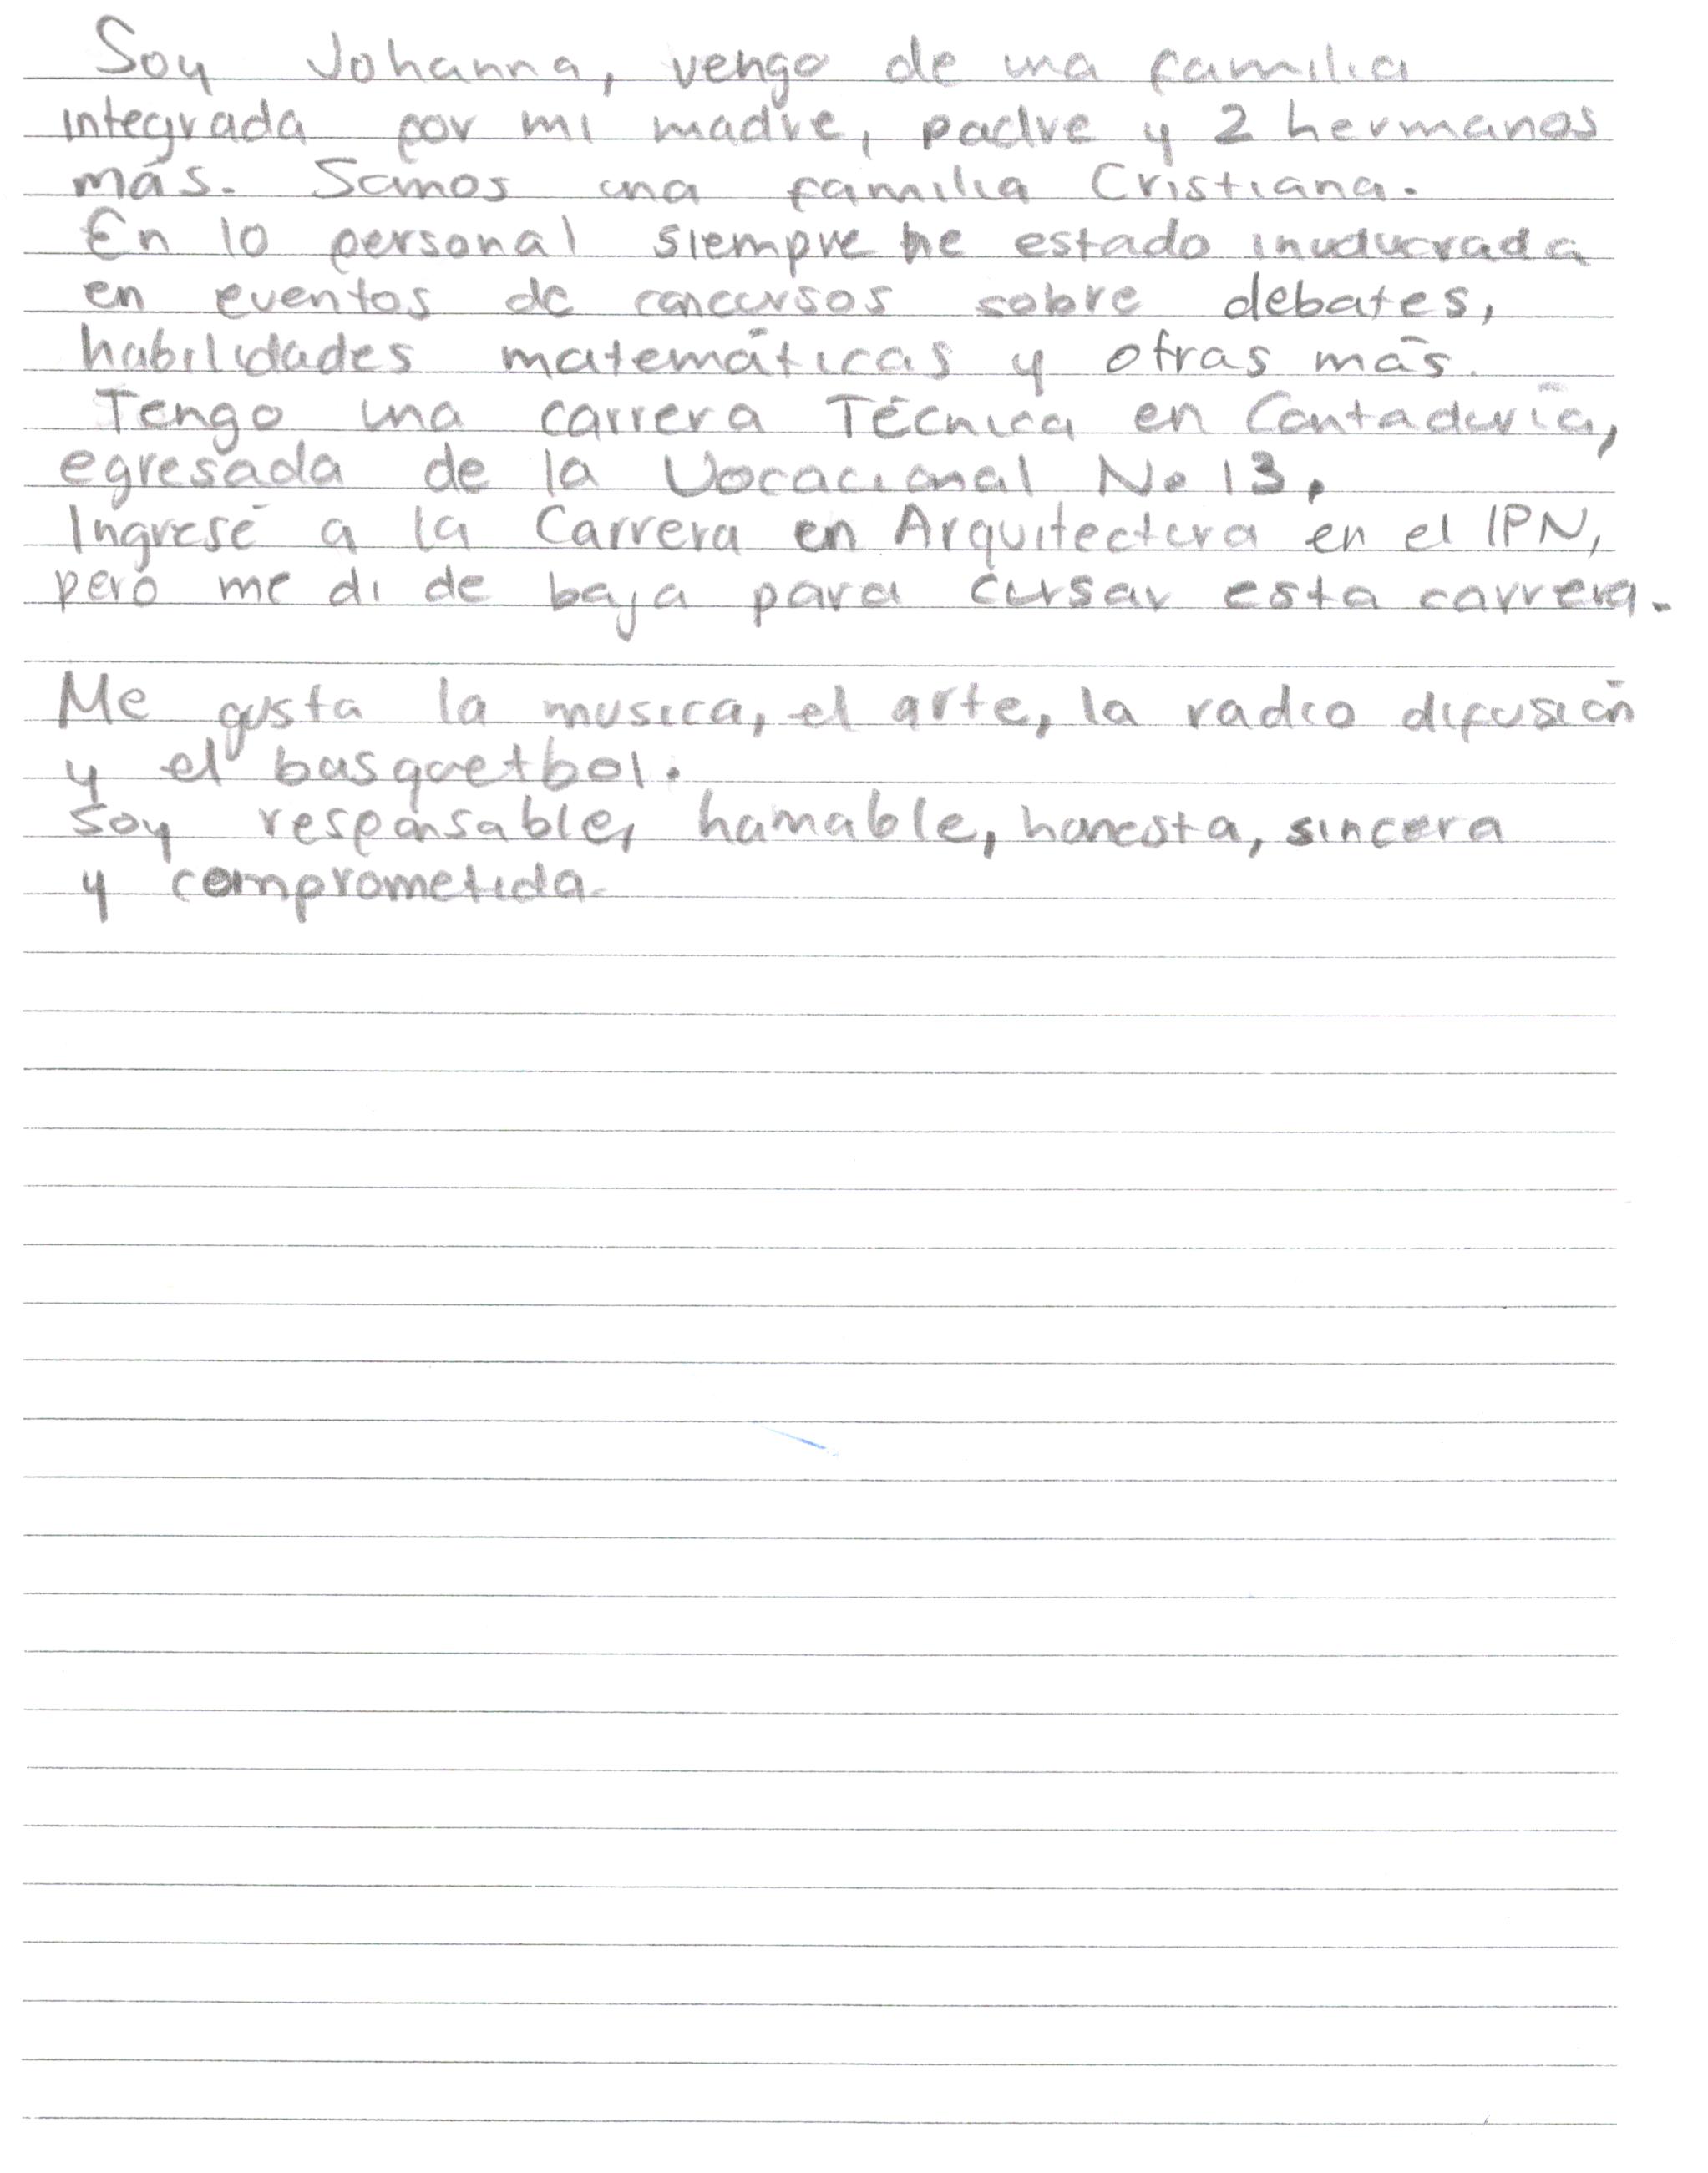 Soy Johanna, vengo de una familia
integrada por mi madre, padre y 2 hermanos
más. Somos una familia Cristiana.
En lo personal siempre he estado involucrada
en eventos de concursos sobre debates,
habilidades matemáticas y otras más.
Tengo una carrera Técnica en Contaduría,
egresada de la Vocacional No 13.
Ingresé a la Carrera en Arquitectura en el IPN,
pero me di de baja para cursar esta carrera.
Me gusta la musica, el arte, la radio difusión
y el basquetbol.
Soy responsable, hamable, honesta, sincera
y comprometida.